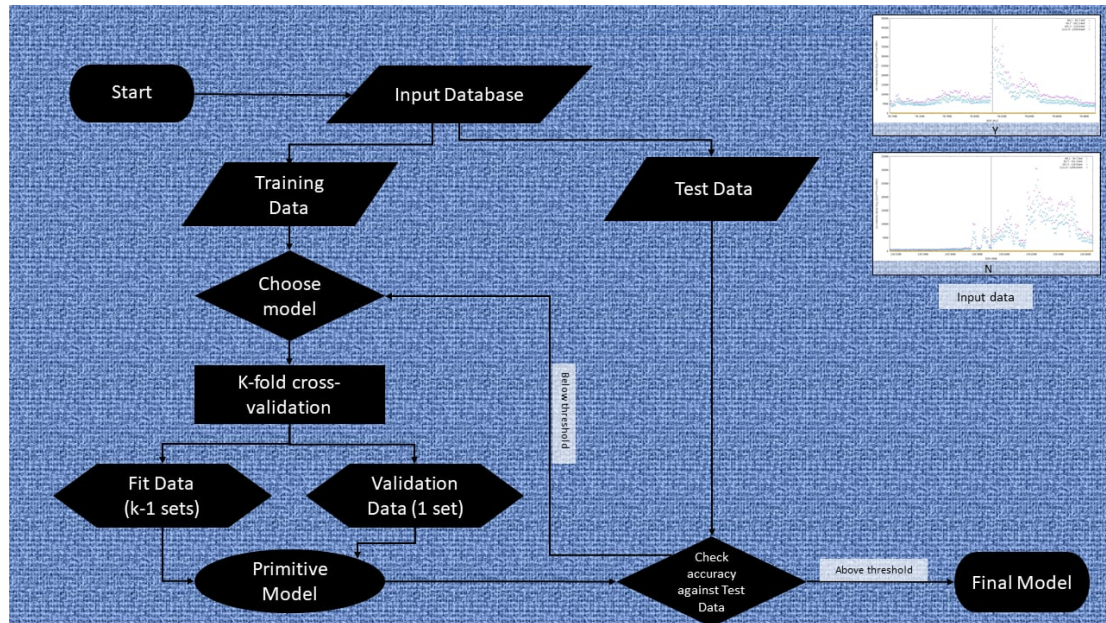 Start
Input Database
Training
Data
Test Data
Choose
model
K-fold cross-
validation
Fit Data
(k-1 sets)
Validation
Data (1 set)
Primitive
Model
Below threshold
Check
accuracy
against Test
Data
Above threshold
Final Model
Y
N
Input data